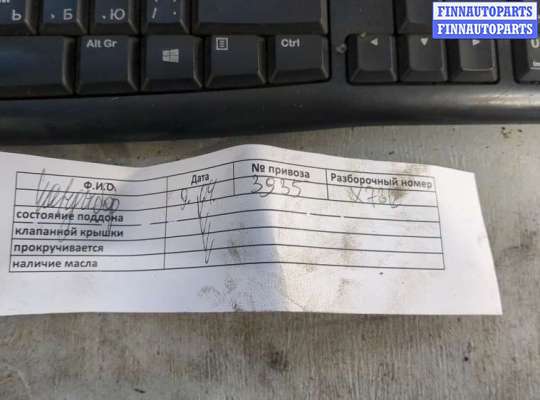 FINNAUTOPARTS
FINNAUTOPARTS
Ь Б Ю
Alt Gr Ctrl
Ф.И.О. Дата № привоза Разборочный номер
3935
состояние поддона
клапанной крышки
прокручивается
наличие масла